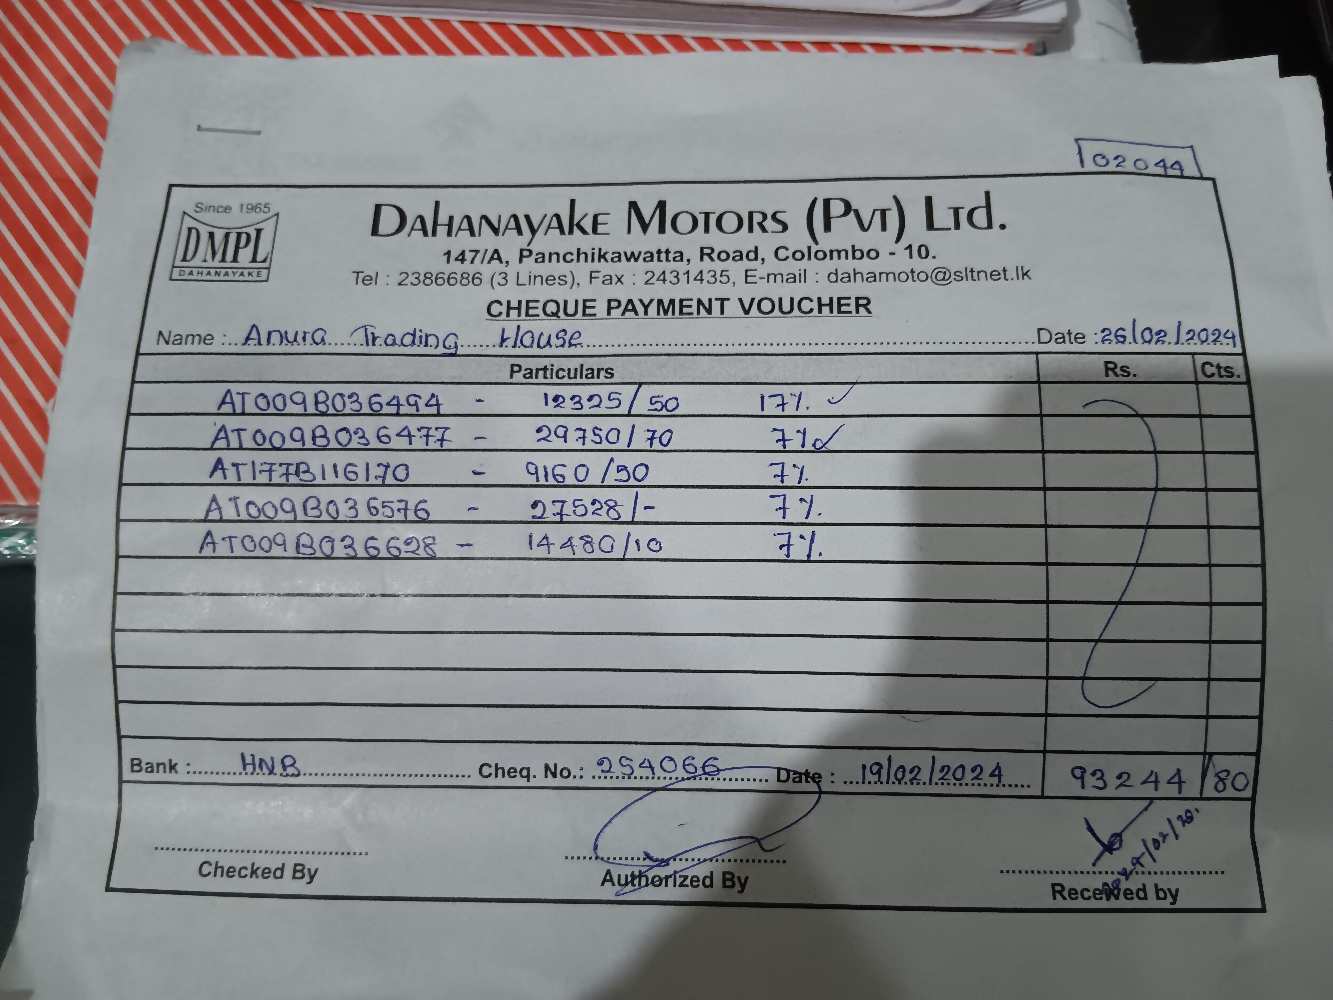 02044
Since 1965
DMPL
DAHANAYAKE
DAHANAYAKE MOTORS (PVT) LTD.
147/A, Panchikawatta, Road, Colombo - 10.
Tel : 2386686 (3 Lines), Fax : 2431435, E-mail : dahamoto@sltnet.lk
CHEQUE PAYMENT VOUCHER
Name : Anura Trading House Date : 26/02/2024
Particulars Rs. Cts.
AT009B036494 - 12325/50 17%. ✓
AT009B036477 - 29750/70 7% ✓
AT177B116170 - 9160/50 7%.
AT009B036576 - 27528/- 7%.
AT009B036628 - 14480/10 7%.
Bank : HNB Cheq. No.: 254066 Date : 19/02/2024 93244/80
2024/02/20.
Checked By Authorized By Received by